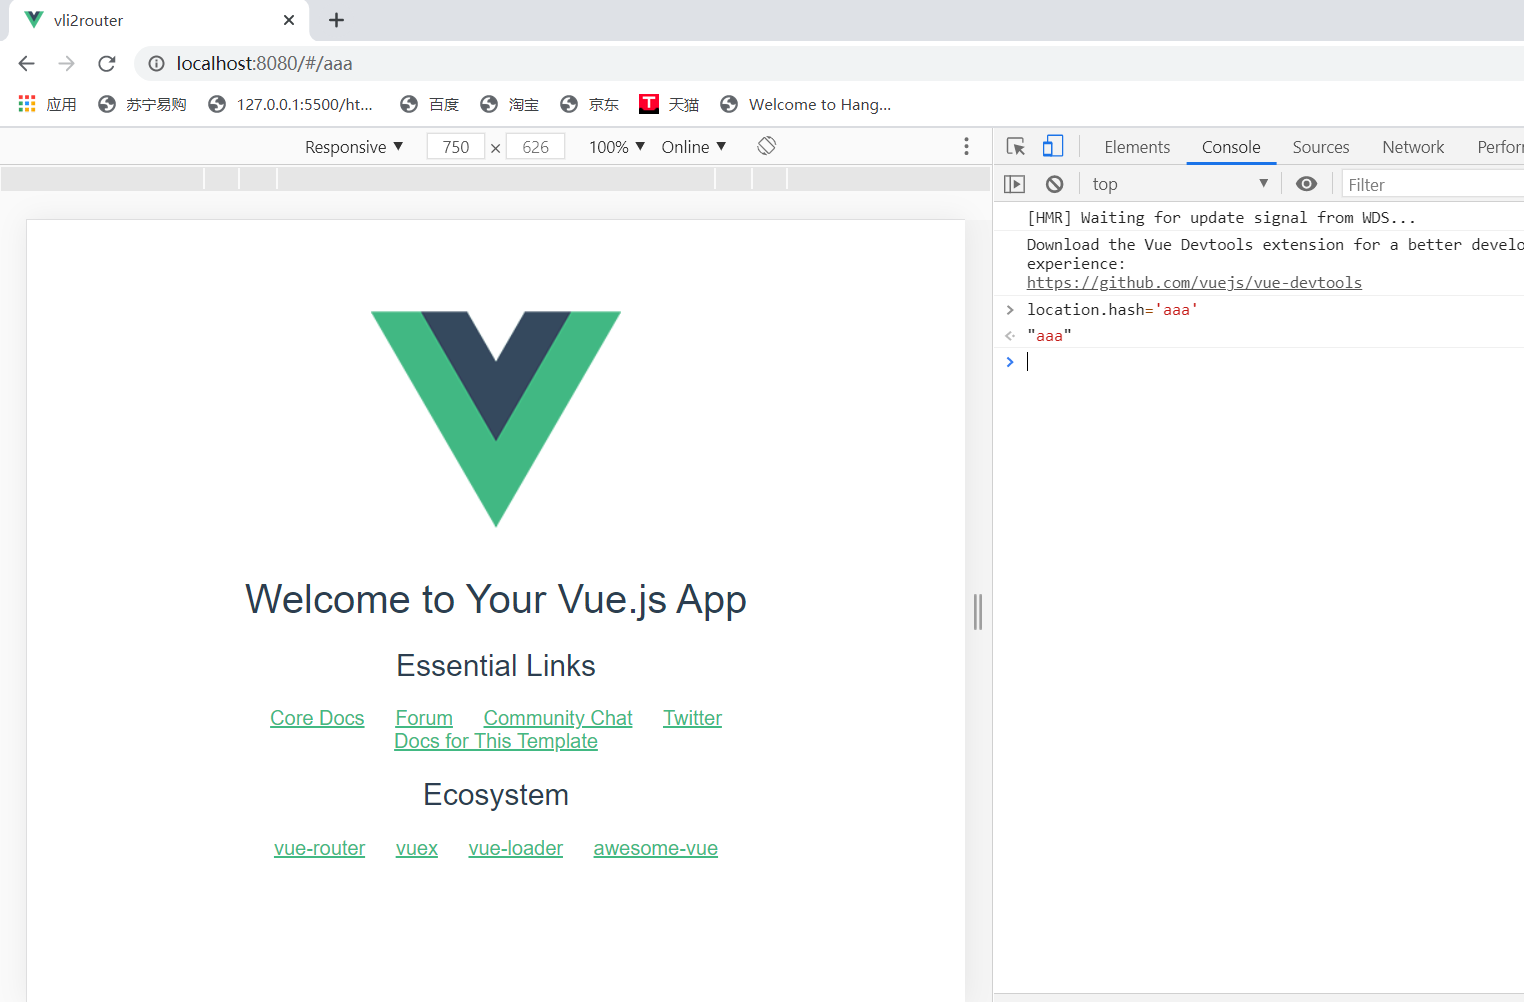 vli2router
localhost:8080/#/aaa
应用 苏宁易购 127.0.0.1:5500/ht... 百度 淘宝 京东 T 天猫 Welcome to Hang...
Responsive ▼ 750 × 626 100% ▼ Online ▼
Elements Console Sources Network Perfor
top ▼ Filter
[HMR] Waiting for update signal from WDS...
Download the Vue Devtools extension for a better develo
experience:
https://github.com/vuejs/vue-devtools
> location.hash='aaa'
"aaa"
>
Welcome to Your Vue.js App
Essential Links
Core Docs Forum Community Chat Twitter
Docs for This Template
Ecosystem
vue-router vuex vue-loader awesome-vue